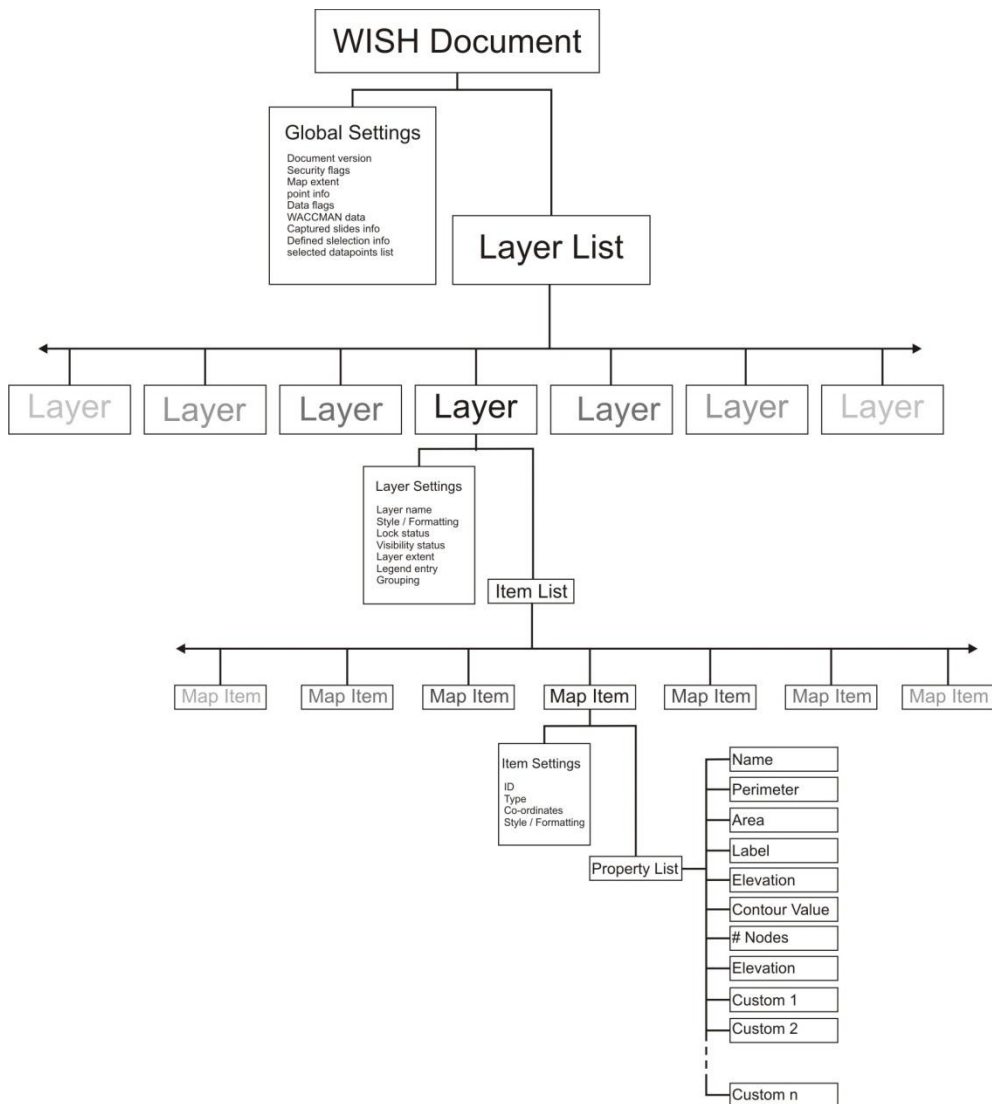 WISH Document
Global Settings
Document version
Security flags
Map extent
point info
Data flags
WACCMAN data
Captured slides info
Defined slelection info
selected datapoints list
Layer List
Layer
Layer
Layer
Layer
Layer
Layer
Layer
Layer Settings
Layer name
Style / Formatting
Lock status
Visibility status
Layer extent
Legend entry
Grouping
Item List
Map Item
Map Item
Map Item
Map Item
Map Item
Map Item
Map Item
Item Settings
ID
Type
Co-ordinates
Style / Formatting
Property List
Name
Perimeter
Area
Label
Elevation
Contour Value
# Nodes
Elevation
Custom 1
Custom 2
Custom n